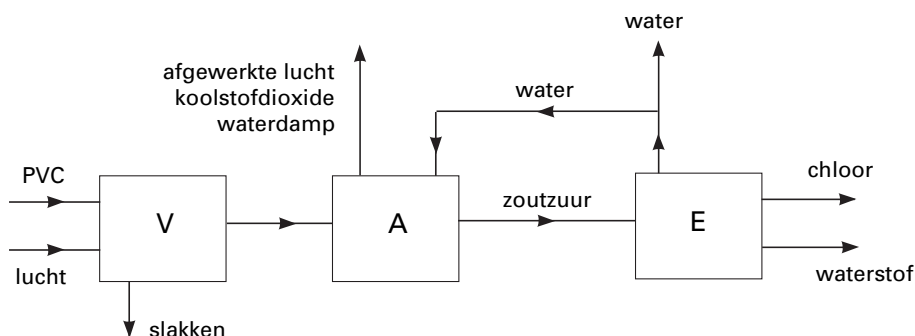 water
afgewerkte lucht
koolstofdioxide
waterdamp
water
PVC
V
A
zoutzuur
E
chloor
lucht
waterstof
slakken